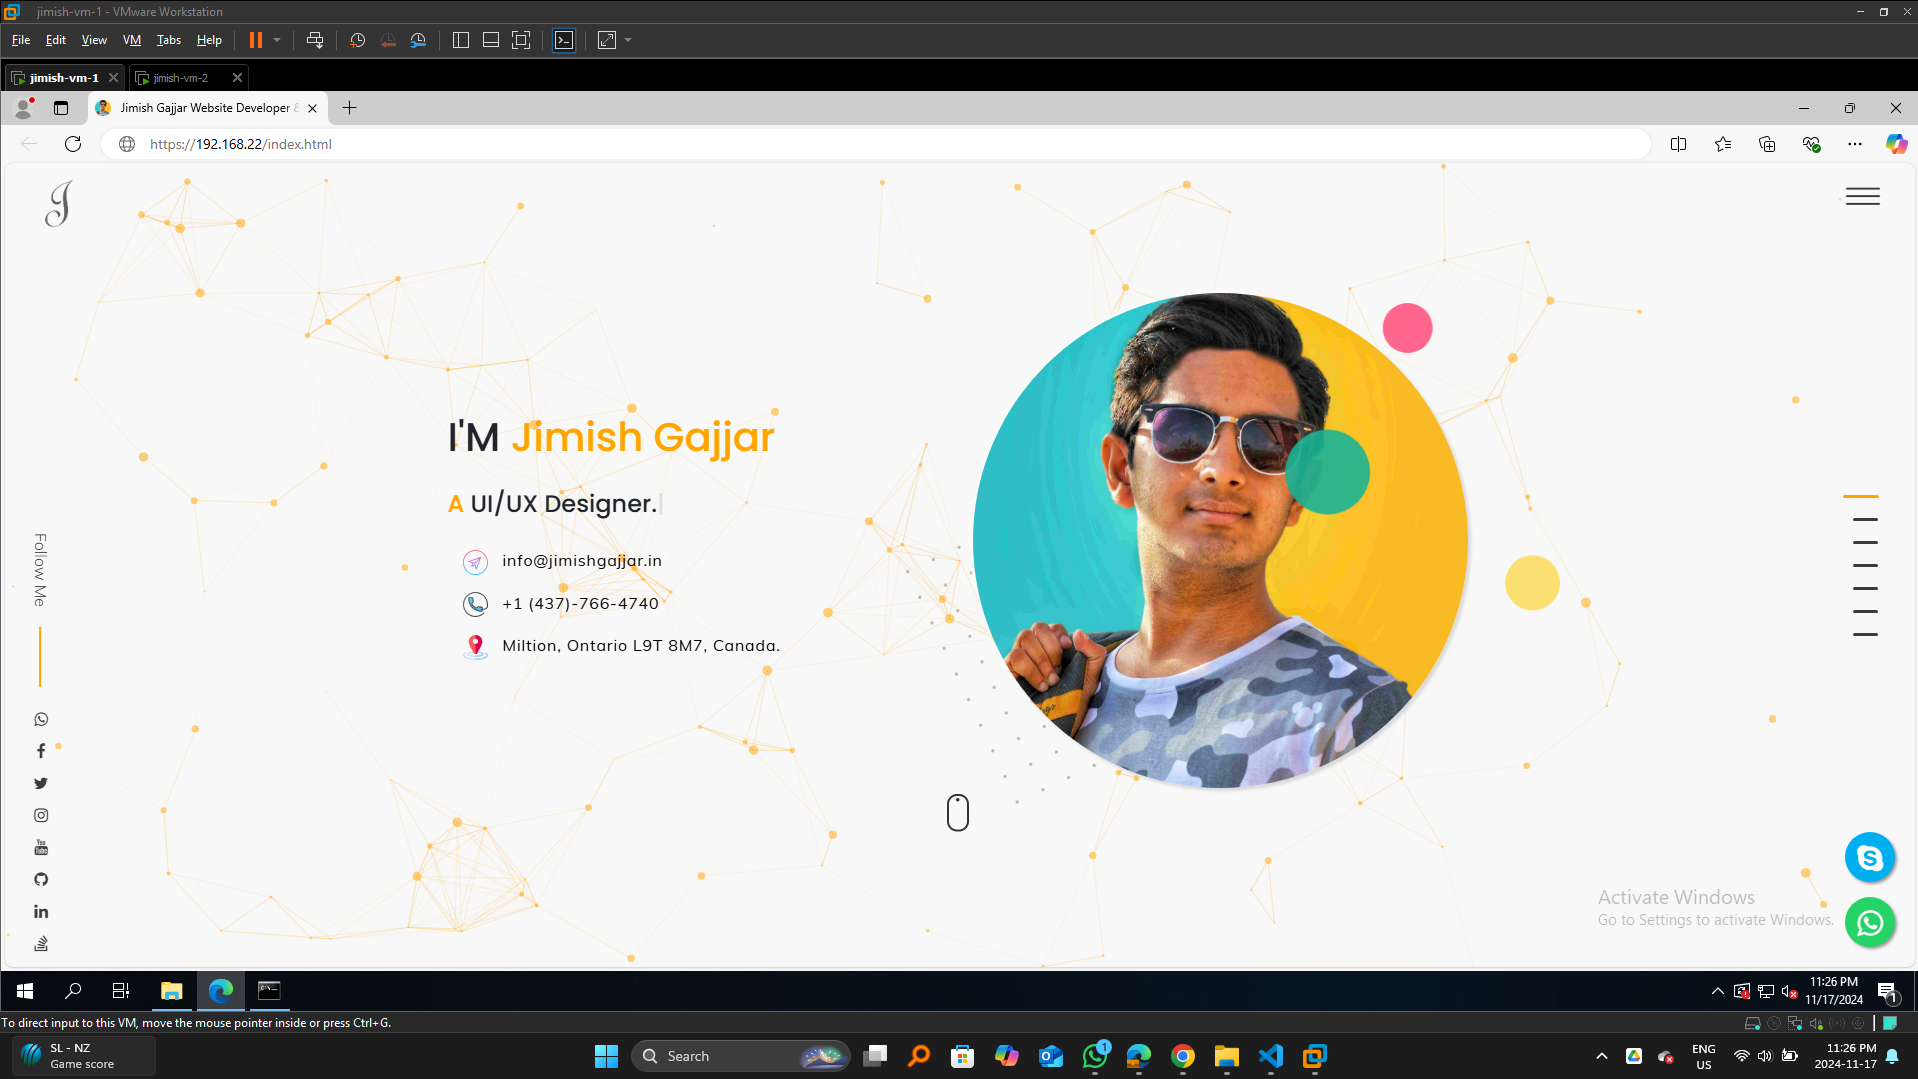 jimish-vm-1 - VMware Workstation
File Edit View VM Tabs Help
jimish-vm-1 jimish-vm-2
Jimish Gajjar Website Developer &
https://192.168.22/index.html
J
I'M Jimish Gajjar
A UI/UX Designer.
info@jimishgajjar.in
+1 (437)-766-4740
Miltion, Ontario L9T 8M7, Canada.
Follow Me
You
Tube
Activate Windows
Go to Settings to activate Windows.
11:26 PM
11/17/2024
1
To direct input to this VM, move the mouse pointer inside or press Ctrl+G.
SL - NZ
Game score
Search
1
ENG
US
11:26 PM
2024-11-17